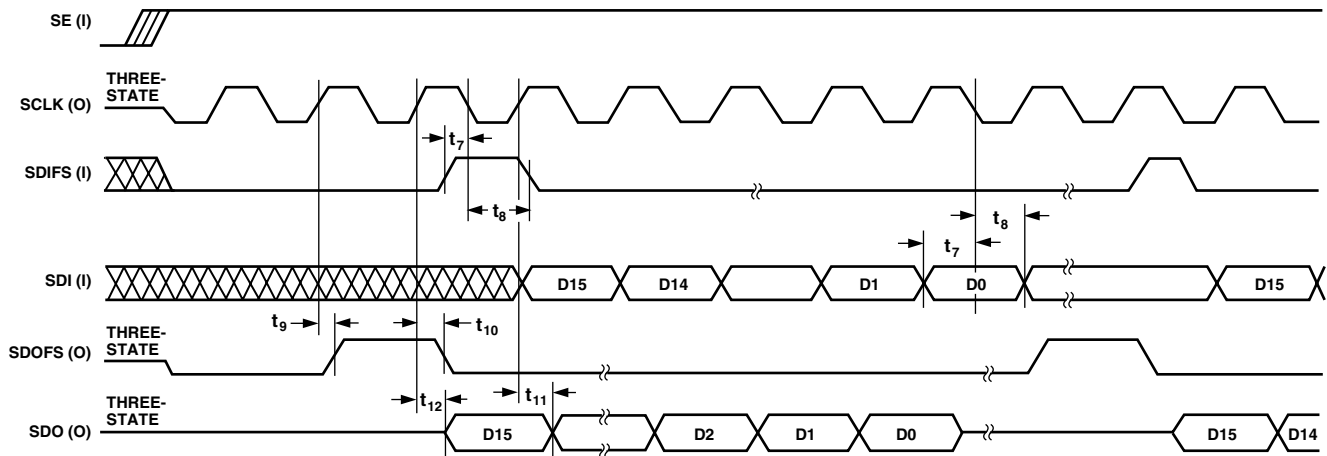 SE (I)
THREE-
STATE
SCLK (O)
t7
SDIFS (I)
t8
t8
t7
SDI (I)
D15
D14
D1
D0
D15
t9
t10
THREE-
STATE
SDOFS (O)
t12
t11
THREE-
STATE
SDO (O)
D15
D2
D1
D0
D15
D14